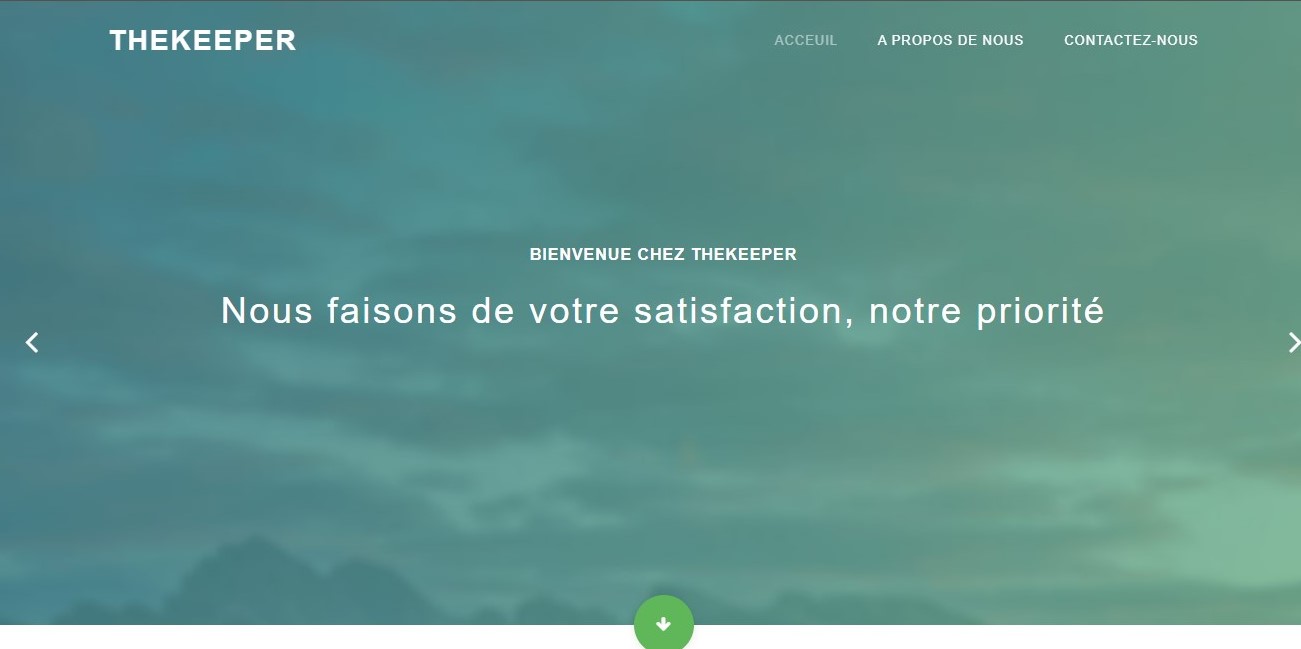 THEKEEPER
ACCEUIL
A PROPOS DE NOUS
CONTACTEZ-NOUS
BIENVENUE CHEZ THEKEEPER
Nous faisons de votre satisfaction, notre priorité